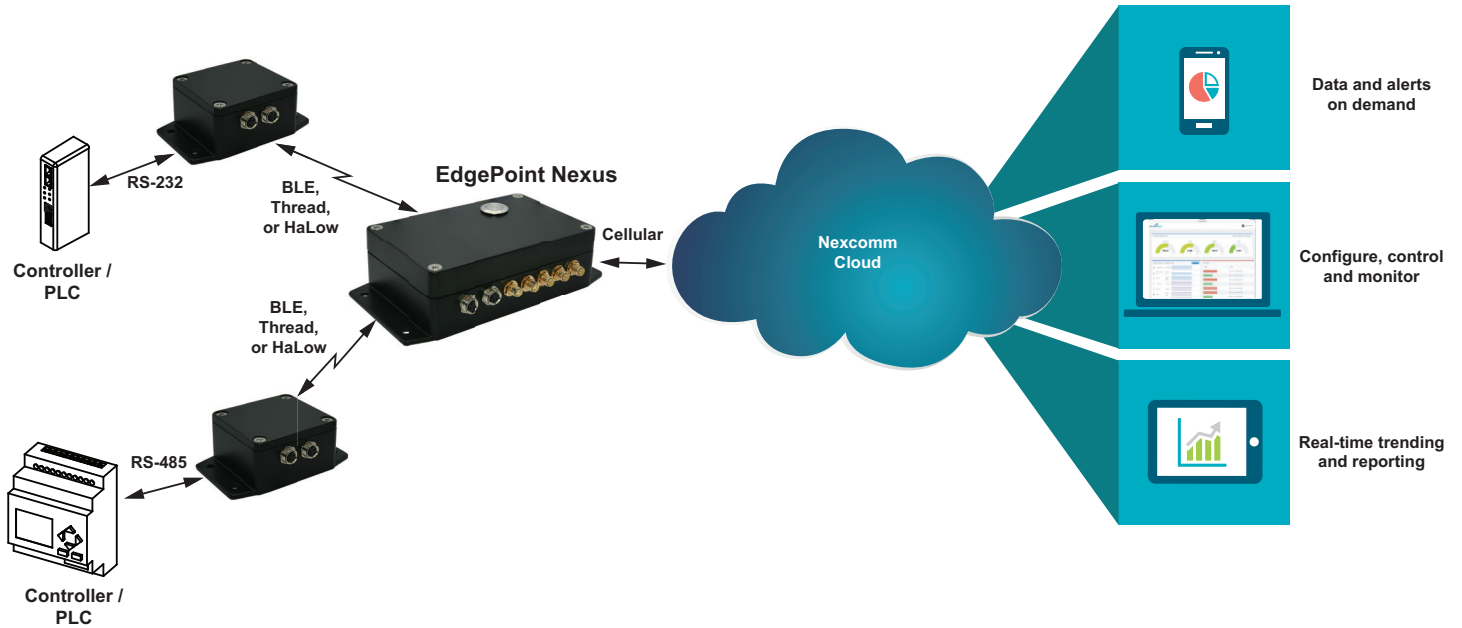 RS-232
Controller /
PLC
BLE,
Thread,
or HaLow
EdgePoint Nexus
BLE,
Thread,
or HaLow
RS-485
Controller /
PLC
Cellular
Nexcomm
Cloud
Data and alerts
on demand
Configure, control
and monitor
Real-time trending
and reporting